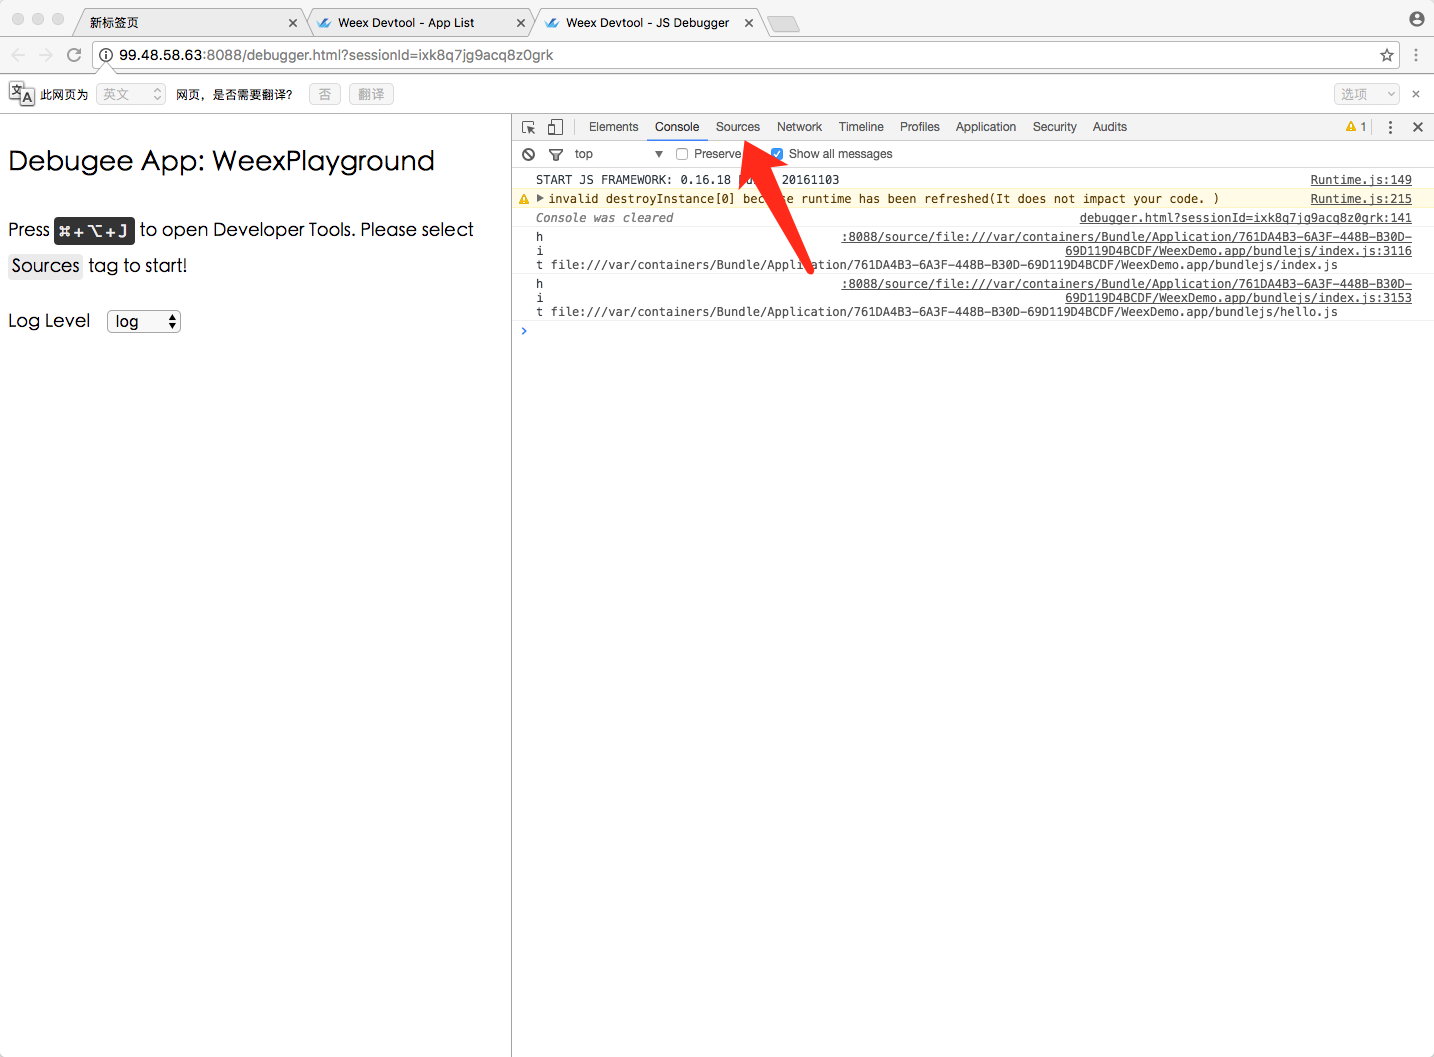 新标签页
Weex Devtool - App List
Weex Devtool - JS Debugger
99.48.58.63:8088/debugger.html?sessionId=ixk8q7jg9acq8z0grk
此网页为 英文 网页，是否需要翻译? 否 翻译 选项
Debugee App: WeexPlayground
Press ⌘+⌥+J to open Developer Tools. Please select
Sources tag to start!
Log Level log
Elements Console Sources Network Timeline Profiles Application Security Audits 1
top Preserve Show all messages
START JS FRAMEWORK: 0.16.18 20161103 Runtime.js:149
invalid destroyInstance[0] runtime has been refreshed(It does not impact your code. ) Runtime.js:215
Console was cleared debugger.html?sessionId=ixk8q7jg9acq8z0grk:141
h :8088/source/file:///var/containers/Bundle/Application/761DA4B3-6A3F-448B-B30D-
i 69D119D4BCDF/WeexDemo.app/bundlejs/index.js:3116
t file:///var/containers/Bundle/Application/761DA4B3-6A3F-448B-B30D-69D119D4BCDF/WeexDemo.app/bundlejs/index.js
h :8088/source/file:///var/containers/Bundle/Application/761DA4B3-6A3F-448B-B30D-
i 69D119D4BCDF/WeexDemo.app/bundlejs/index.js:3153
t file:///var/containers/Bundle/Application/761DA4B3-6A3F-448B-B30D-69D119D4BCDF/WeexDemo.app/bundlejs/hello.js